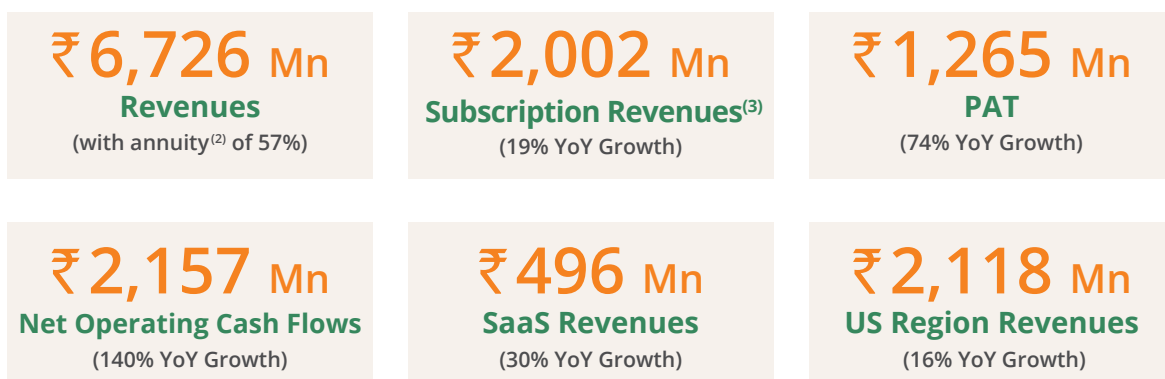 ₹6,726 Mn
Revenues
(with annuity(2) of 57%)
₹2,002 Mn
Subscription Revenues(3)
(19% YoY Growth)
₹1,265 Mn
PAT
(74% YoY Growth)
₹2,157 Mn
Net Operating Cash Flows
(140% YoY Growth)
₹496 Mn
SaaS Revenues
(30% YoY Growth)
₹2,118 Mn
US Region Revenues
(16% YoY Growth)